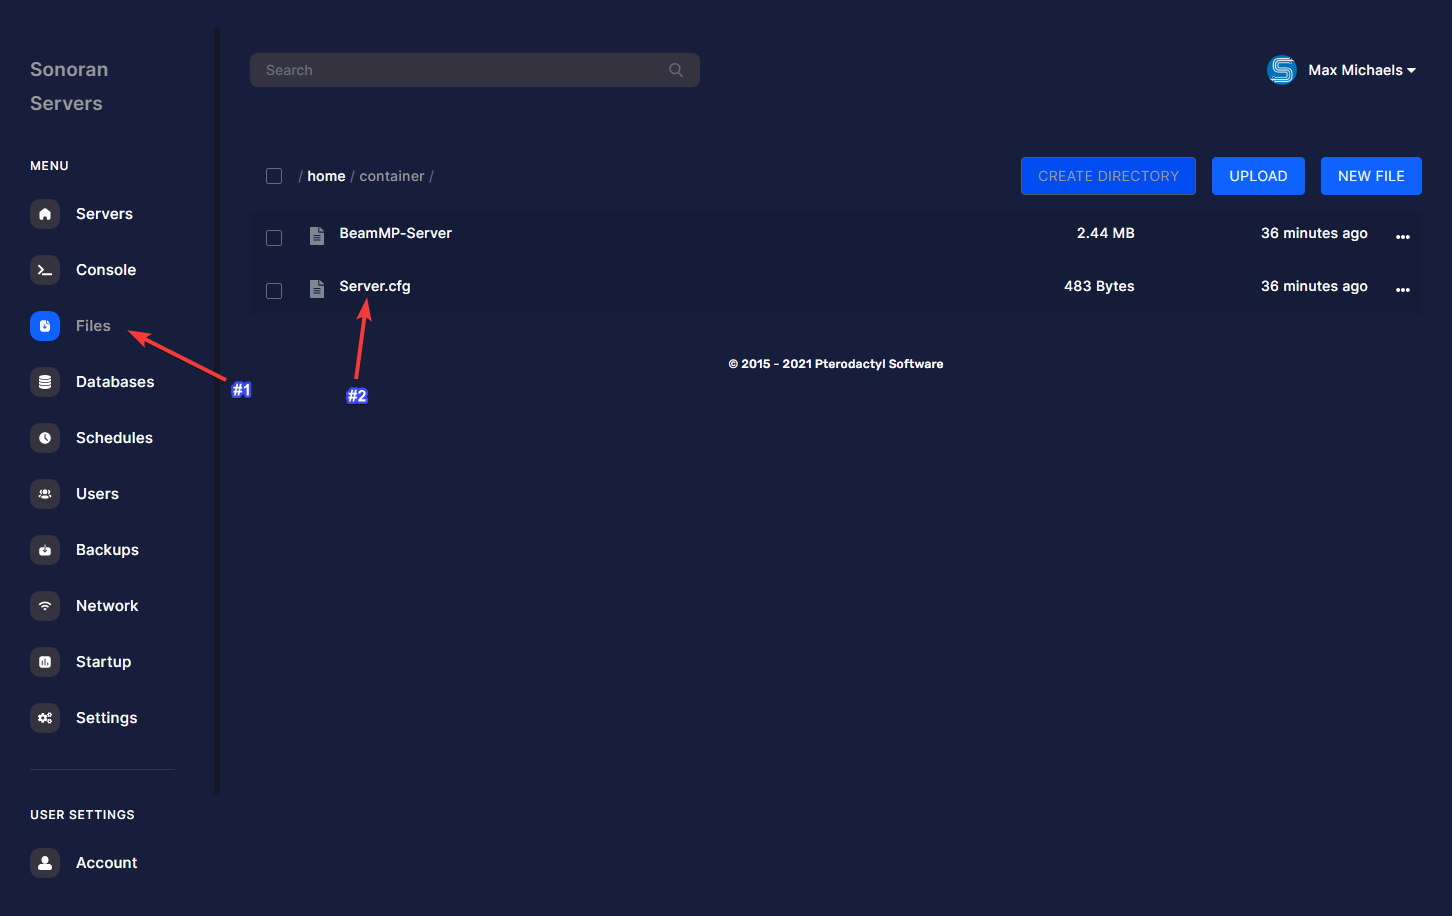 Sonoran
Servers
Search
Max Michaels
MENU
Servers
Console
Files
Databases
Schedules
Users
Backups
Network
Startup
Settings
USER SETTINGS
Account
/ home / container /
CREATE DIRECTORY
UPLOAD
NEW FILE
BeamMP-Server 2.44 MB 36 minutes ago
Server.cfg 483 Bytes 36 minutes ago
#1
#2
© 2015 - 2021 Pterodactyl Software